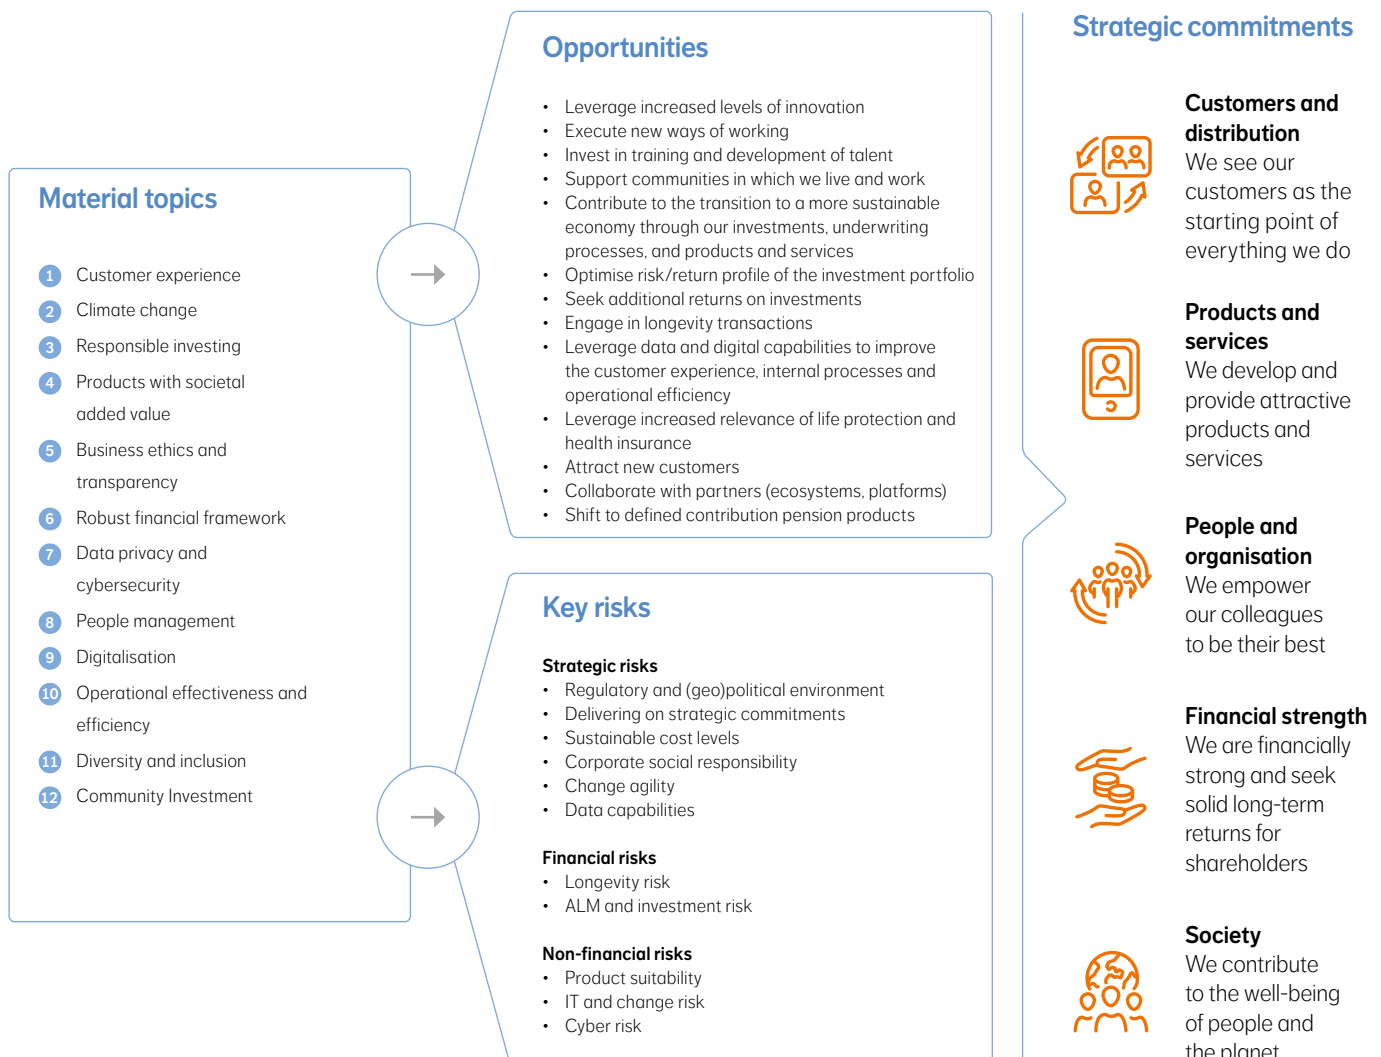 Material topics
1 Customer experience
2 Climate change
3 Responsible investing
4 Products with societal
added value
5 Business ethics and
transparency
6 Robust financial framework
7 Data privacy and
cybersecurity
8 People management
9 Digitalisation
10 Operational effectiveness and
efficiency
11 Diversity and inclusion
12 Community Investment
Opportunities
• Leverage increased levels of innovation
• Execute new ways of working
• Invest in training and development of talent
• Support communities in which we live and work
• Contribute to the transition to a more sustainable
economy through our investments, underwriting
processes, and products and services
• Optimise risk/return profile of the investment portfolio
• Seek additional returns on investments
• Engage in longevity transactions
• Leverage data and digital capabilities to improve
the customer experience, internal processes and
operational efficiency
• Leverage increased relevance of life protection and
health insurance
• Attract new customers
• Collaborate with partners (ecosystems, platforms)
• Shift to defined contribution pension products
Key risks
Strategic risks
• Regulatory and (geo)political environment
• Delivering on strategic commitments
• Sustainable cost levels
• Corporate social responsibility
• Change agility
• Data capabilities
Financial risks
• Longevity risk
• ALM and investment risk
Non-financial risks
• Product suitability
• IT and change risk
• Cyber risk
Strategic commitments
Customers and
distribution
We see our
customers as the
starting point of
everything we do
Products and
services
We develop and
provide attractive
products and
services
People and
organisation
We empower
our colleagues
to be their best
Financial strength
We are financially
strong and seek
solid long-term
returns for
shareholders
Society
We contribute
to the well-being
of people and
the planet